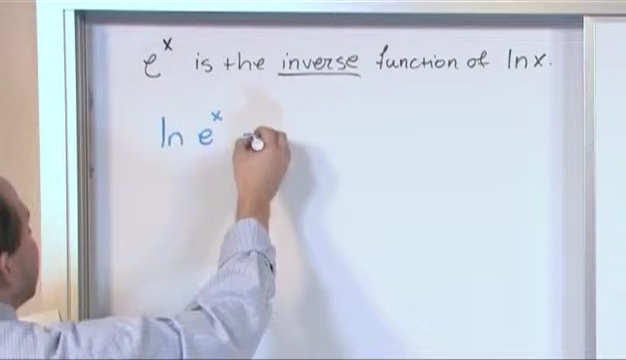 e^x is the inverse function of ln x.
ln e^x -